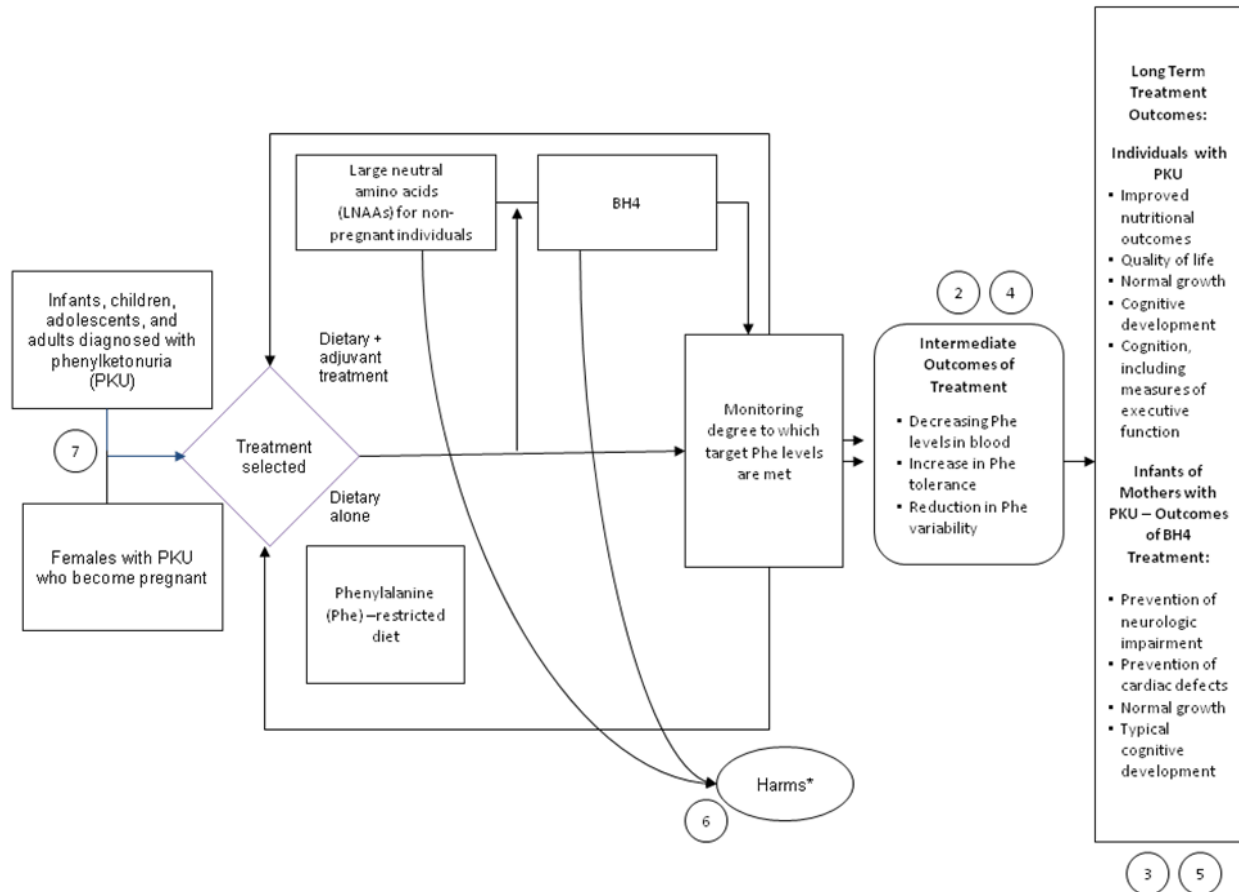 Infants, children,
adolescents, and
adults diagnosed with
phenylketonuria
(PKU)
7
Females with PKU
who become pregnant
Treatment
selected
Large neutral
amino acids
(LNAAs) for non-
pregnant individuals
BH4
Dietary +
adjuvant
treatment
Dietary
alone
Phenylalanine
(Phe) –restricted
diet
Monitoring
degree to which
target Phe levels
are met
Harms*
6
2
4
Intermediate
Outcomes of
Treatment
▪ Decreasing Phe
levels in blood
▪ Increase in Phe
tolerance
▪ Reduction in Phe
variability
Long Term
Treatment
Outcomes:
Individuals with
PKU
▪ Improved
nutritional
outcomes
▪ Quality of life
▪ Normal growth
▪ Cognitive
development
▪ Cognition,
including
measures of
executive
function
Infants of
Mothers with
PKU – Outcomes
of BH4
Treatment:
▪ Prevention of
neurologic
impairment
▪ Prevention of
cardiac defects
▪ Normal growth
▪ Typical
cognitive
development
3
5